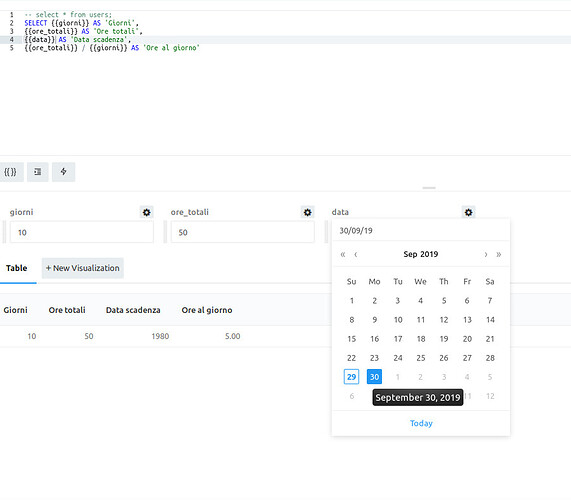 1 -- select * from users;
2 SELECT {{giorni}} AS 'Giorni',
3 {{ore_totali}} AS 'Ore totali',
4 {{data}} AS 'Data scadenza',
5 {{ore_totali}} / {{giorni}} AS 'Ore al giorno'
{{ }}
giorni ore_totali data
10 50 30/09/19
« ‹ Sep 2019 › »
Table + New Visualization
Su Mo Tu We Th Fr Sa
1 2 3 4 5 6 7
Giorni Ore totali Data scadenza Ore al giorno
8 9 10 11 12 13 14
10 50 1980 5.00
15 16 17 18 19 20 21
22 23 24 25 26 27 28
29 30 1 2 3 4 5
6 11 12
September 30, 2019
Today